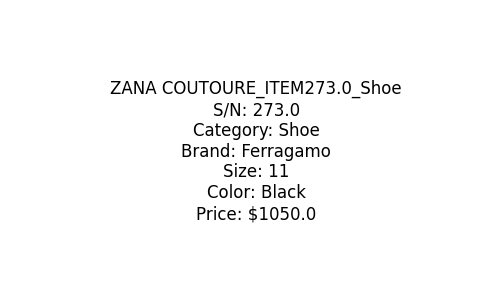 ZANA COUTOURE_ITEM273.0_Shoe
S/N: 273.0
Category: Shoe
Brand: Ferragamo
Size: 11
Color: Black
Price: $1050.0